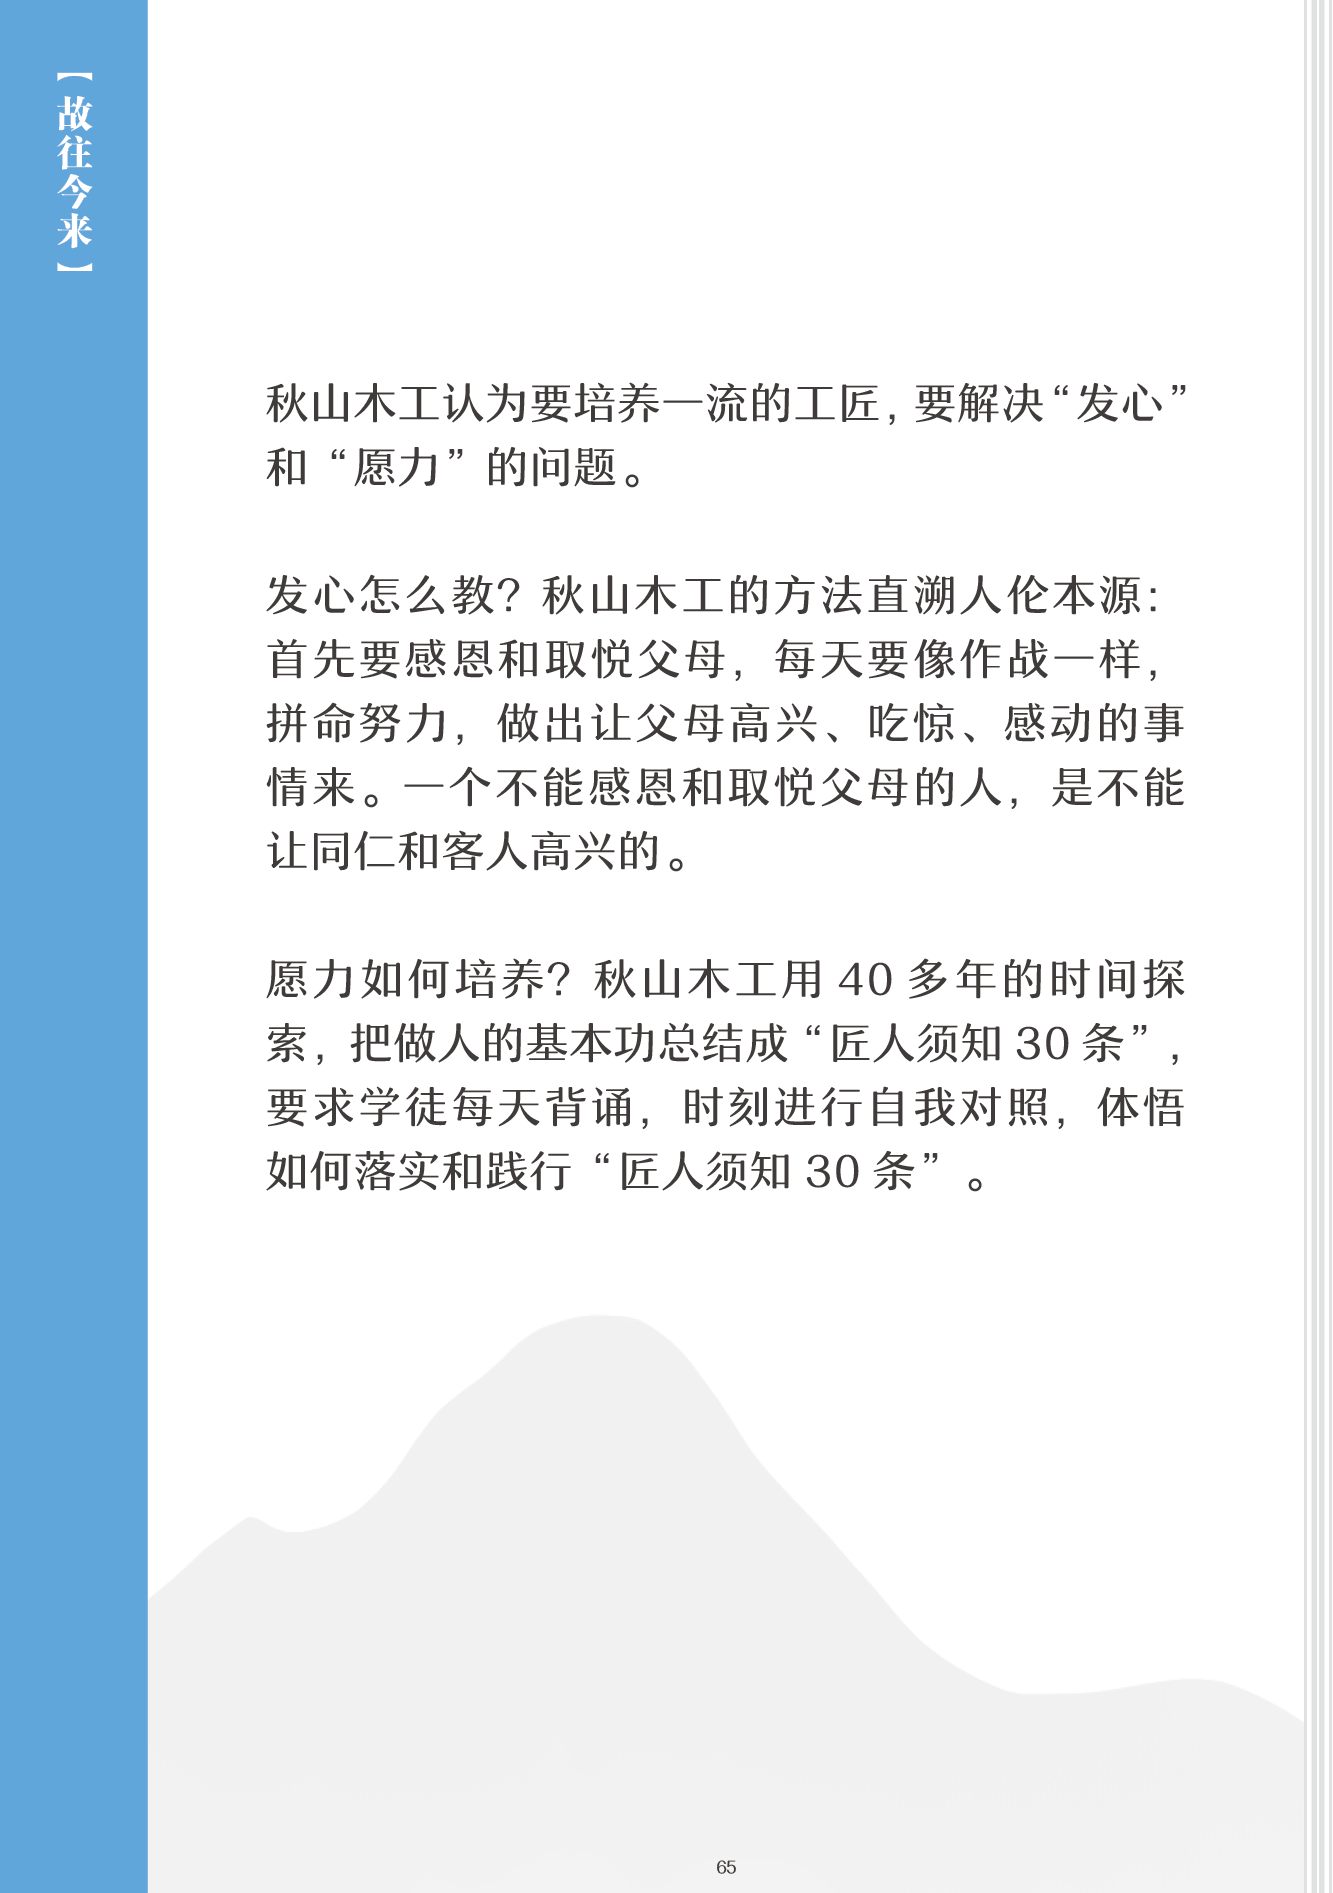 【故往今来】
秋山木工认为要培养一流的工匠，要解决“发心”
和“愿力”的问题。
发心怎么教？秋山木工的方法直溯人伦本源：
首先要感恩和取悦父母，每天要像作战一样，
拼命努力，做出让父母高兴、吃惊、感动的事
情来。一个不能感恩和取悦父母的人，是不能
让同仁和客人高兴的。
愿力如何培养？秋山木工用 40 多年的时间探
索，把做人的基本功总结成“匠人须知 30 条”，
要求学徒每天背诵，时刻进行自我对照，体悟
如何落实和践行“匠人须知 30 条”。
65